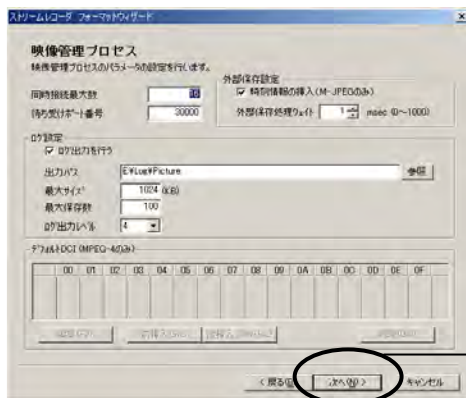 ストリームレコーダ フォーマットウィザード
映像管理プロセス
映像管理プロセスのパラメータの設定を行います。
同時接続最大数
待ち受けポート番号 30000
外部保存設定
時刻情報の挿入(M-JPEGのみ)
外部保存処理ウェイト 1 msec (0~1000)
ログ設定
ログ出力を行う
出力パス E:¥Log¥Picture 参照
最大サイズ 1024 (KB)
最大保存数 100
ログ出力レベル 4
デフォルトDCI (MPEG-4のみ)
00 01 02 03 04 05 06 07 08 09 0A 0B 0C 0D 0E 0F
< 戻る(B) 次へ(N) > キャンセル